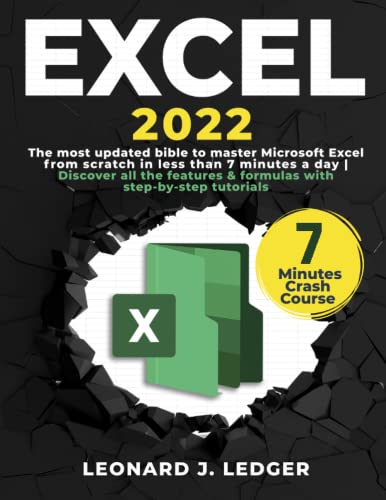 EXCEL
2022
The most updated bible to master Microsoft Excel
from scratch in less than 7 minutes a day |
Discover all the features & formulas with
step-by-step tutorials
7
Minutes
Crash
Course
X
LEONARD J. LEDGER